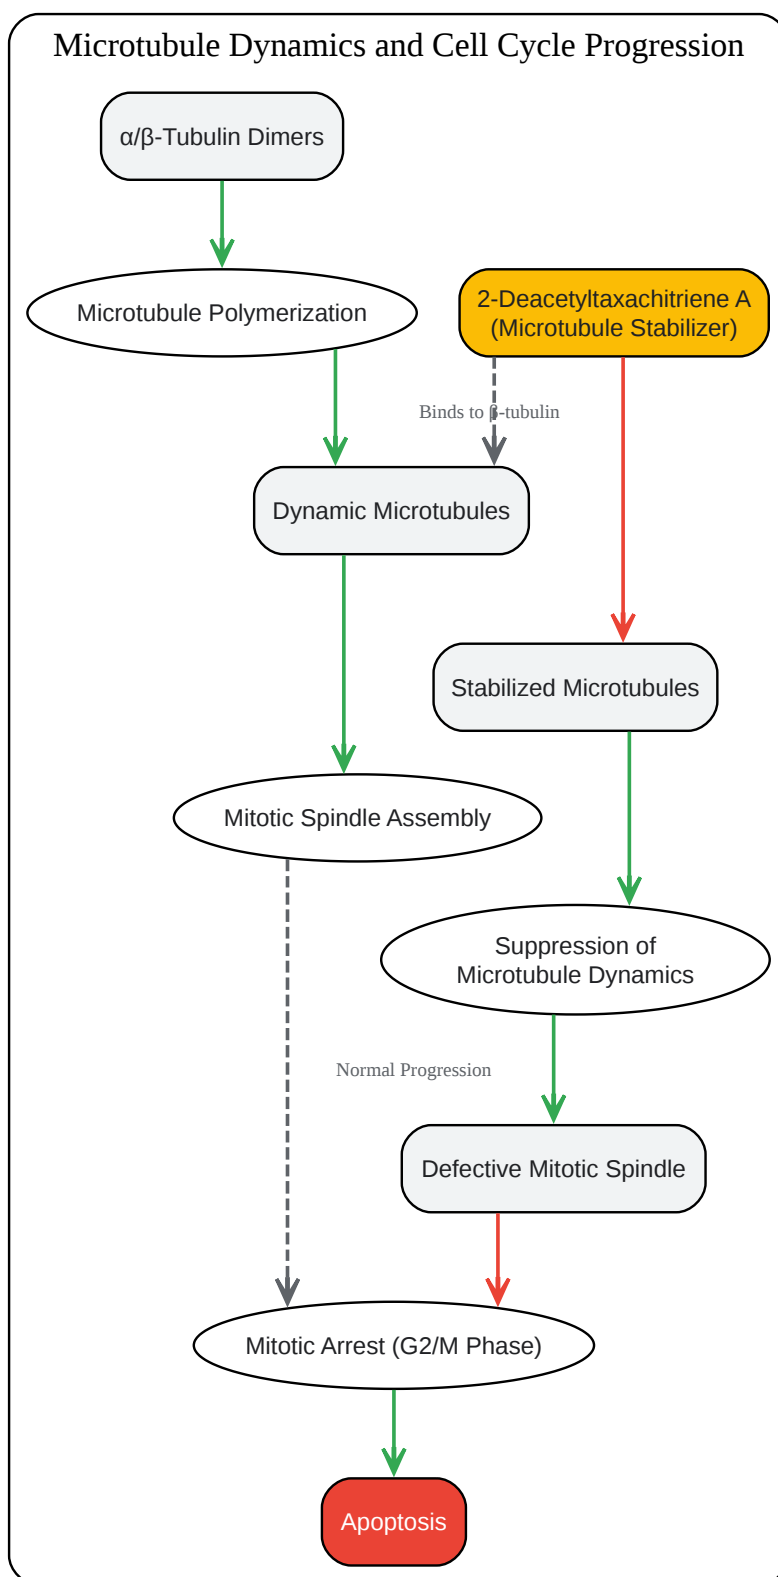 Microtubule Dynamics and Cell Cycle Progression
α/β-Tubulin Dimers
Microtubule Polymerization
2-Deacetyltaxachitriene A
(Microtubule Stabilizer)
Binds to β-tubulin
Dynamic Microtubules
Stabilized Microtubules
Mitotic Spindle Assembly
Suppression of
Microtubule Dynamics
Normal Progression
Defective Mitotic Spindle
Mitotic Arrest (G2/M Phase)
Apoptosis